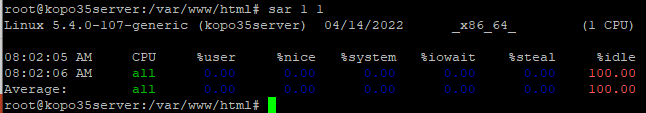 root@kopo35server:/var/www/html# sar 1 1
Linux 5.4.0-107-generic (kopo35server) 04/14/2022 _x86_64_ (1 CPU)
08:02:05 AM CPU %user %nice %system %iowait %steal %idle
08:02:06 AM all 0.00 0.00 0.00 0.00 0.00 100.00
Average: all 0.00 0.00 0.00 0.00 0.00 100.00
root@kopo35server:/var/www/html#